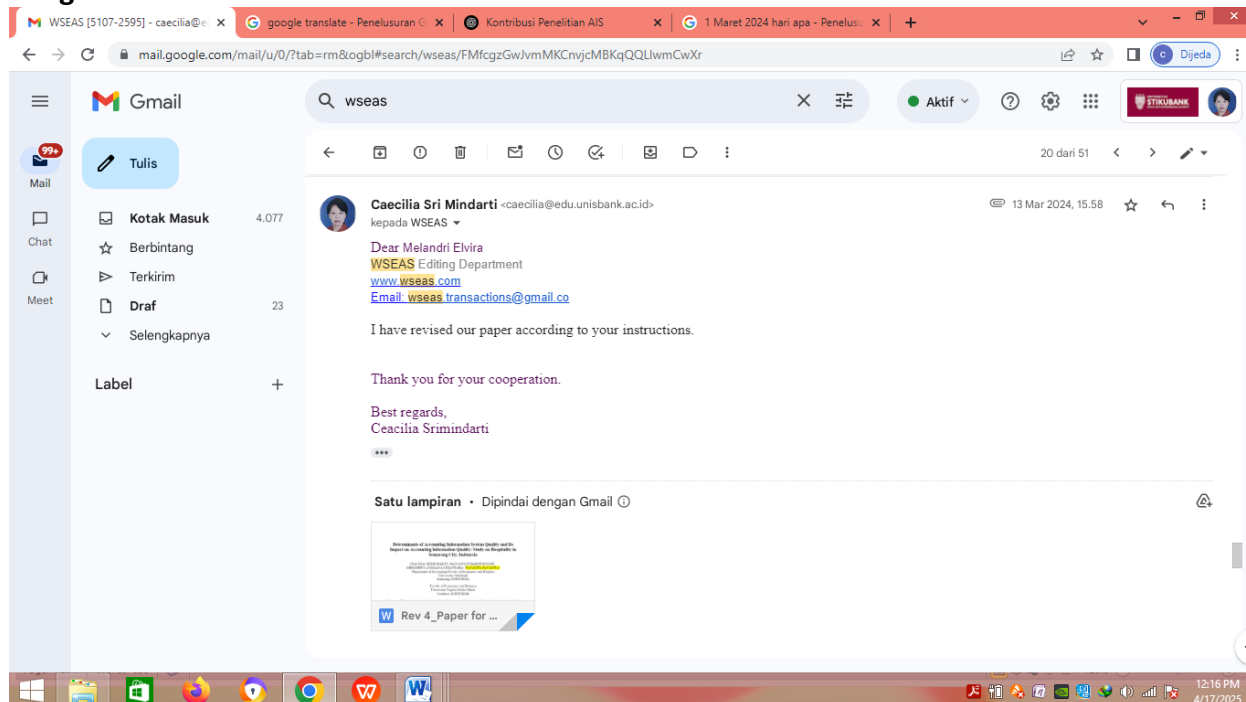 WSEAS [5107-2595] - caecilia@e
google translate - Penelusuran G
Kontribusi Penelitian AIS
1 Maret 2024 hari apa - Penelusu
mail.google.com/mail/u/0/?tab=rm&ogbl#search/wseas/FMfcgzGwJvmMKCnvjcMBKqQQLlwmCwXr
C Dijeda
Gmail
wseas
Aktif
UNIVERSITAS
STIKUBANK
99+
Mail
Chat
Meet
Tulis
Kotak Masuk 4.077
Berbintang
Terkirim
Draf 23
Selengkapnya
Label +
20 dari 51
Caecilia Sri Mindarti <caecilia@edu.unisbank.ac.id>
13 Mar 2024, 15.58
kepada WSEAS
Dear Melandri Elvira
WSEAS Editing Department
www.wseas.com
Email: wseas.transactions@gmail.co
I have revised our paper according to your instructions.
Thank you for your cooperation.
Best regards,
Ceacilia Srimindarti
Satu lampiran • Dipindai dengan Gmail
Determinants of Accounting Information System Quality and Its
Impact on Accounting Information Quality: Study on Hospitality in
Semarang City, Indonesia
W Rev 4_Paper for ...
12:16 PM
4/17/2025